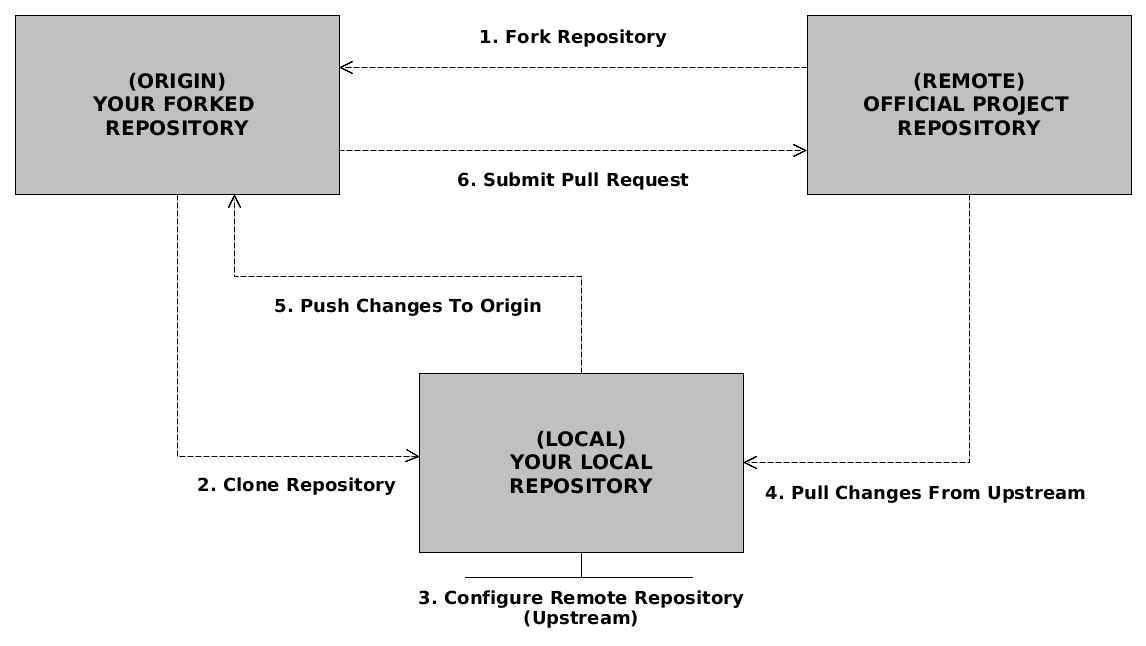 1. Fork Repository
(ORIGIN)
YOUR FORKED
REPOSITORY
(REMOTE)
OFFICIAL PROJECT
REPOSITORY
6. Submit Pull Request
5. Push Changes To Origin
(LOCAL)
YOUR LOCAL
REPOSITORY
2. Clone Repository
4. Pull Changes From Upstream
3. Configure Remote Repository
(Upstream)